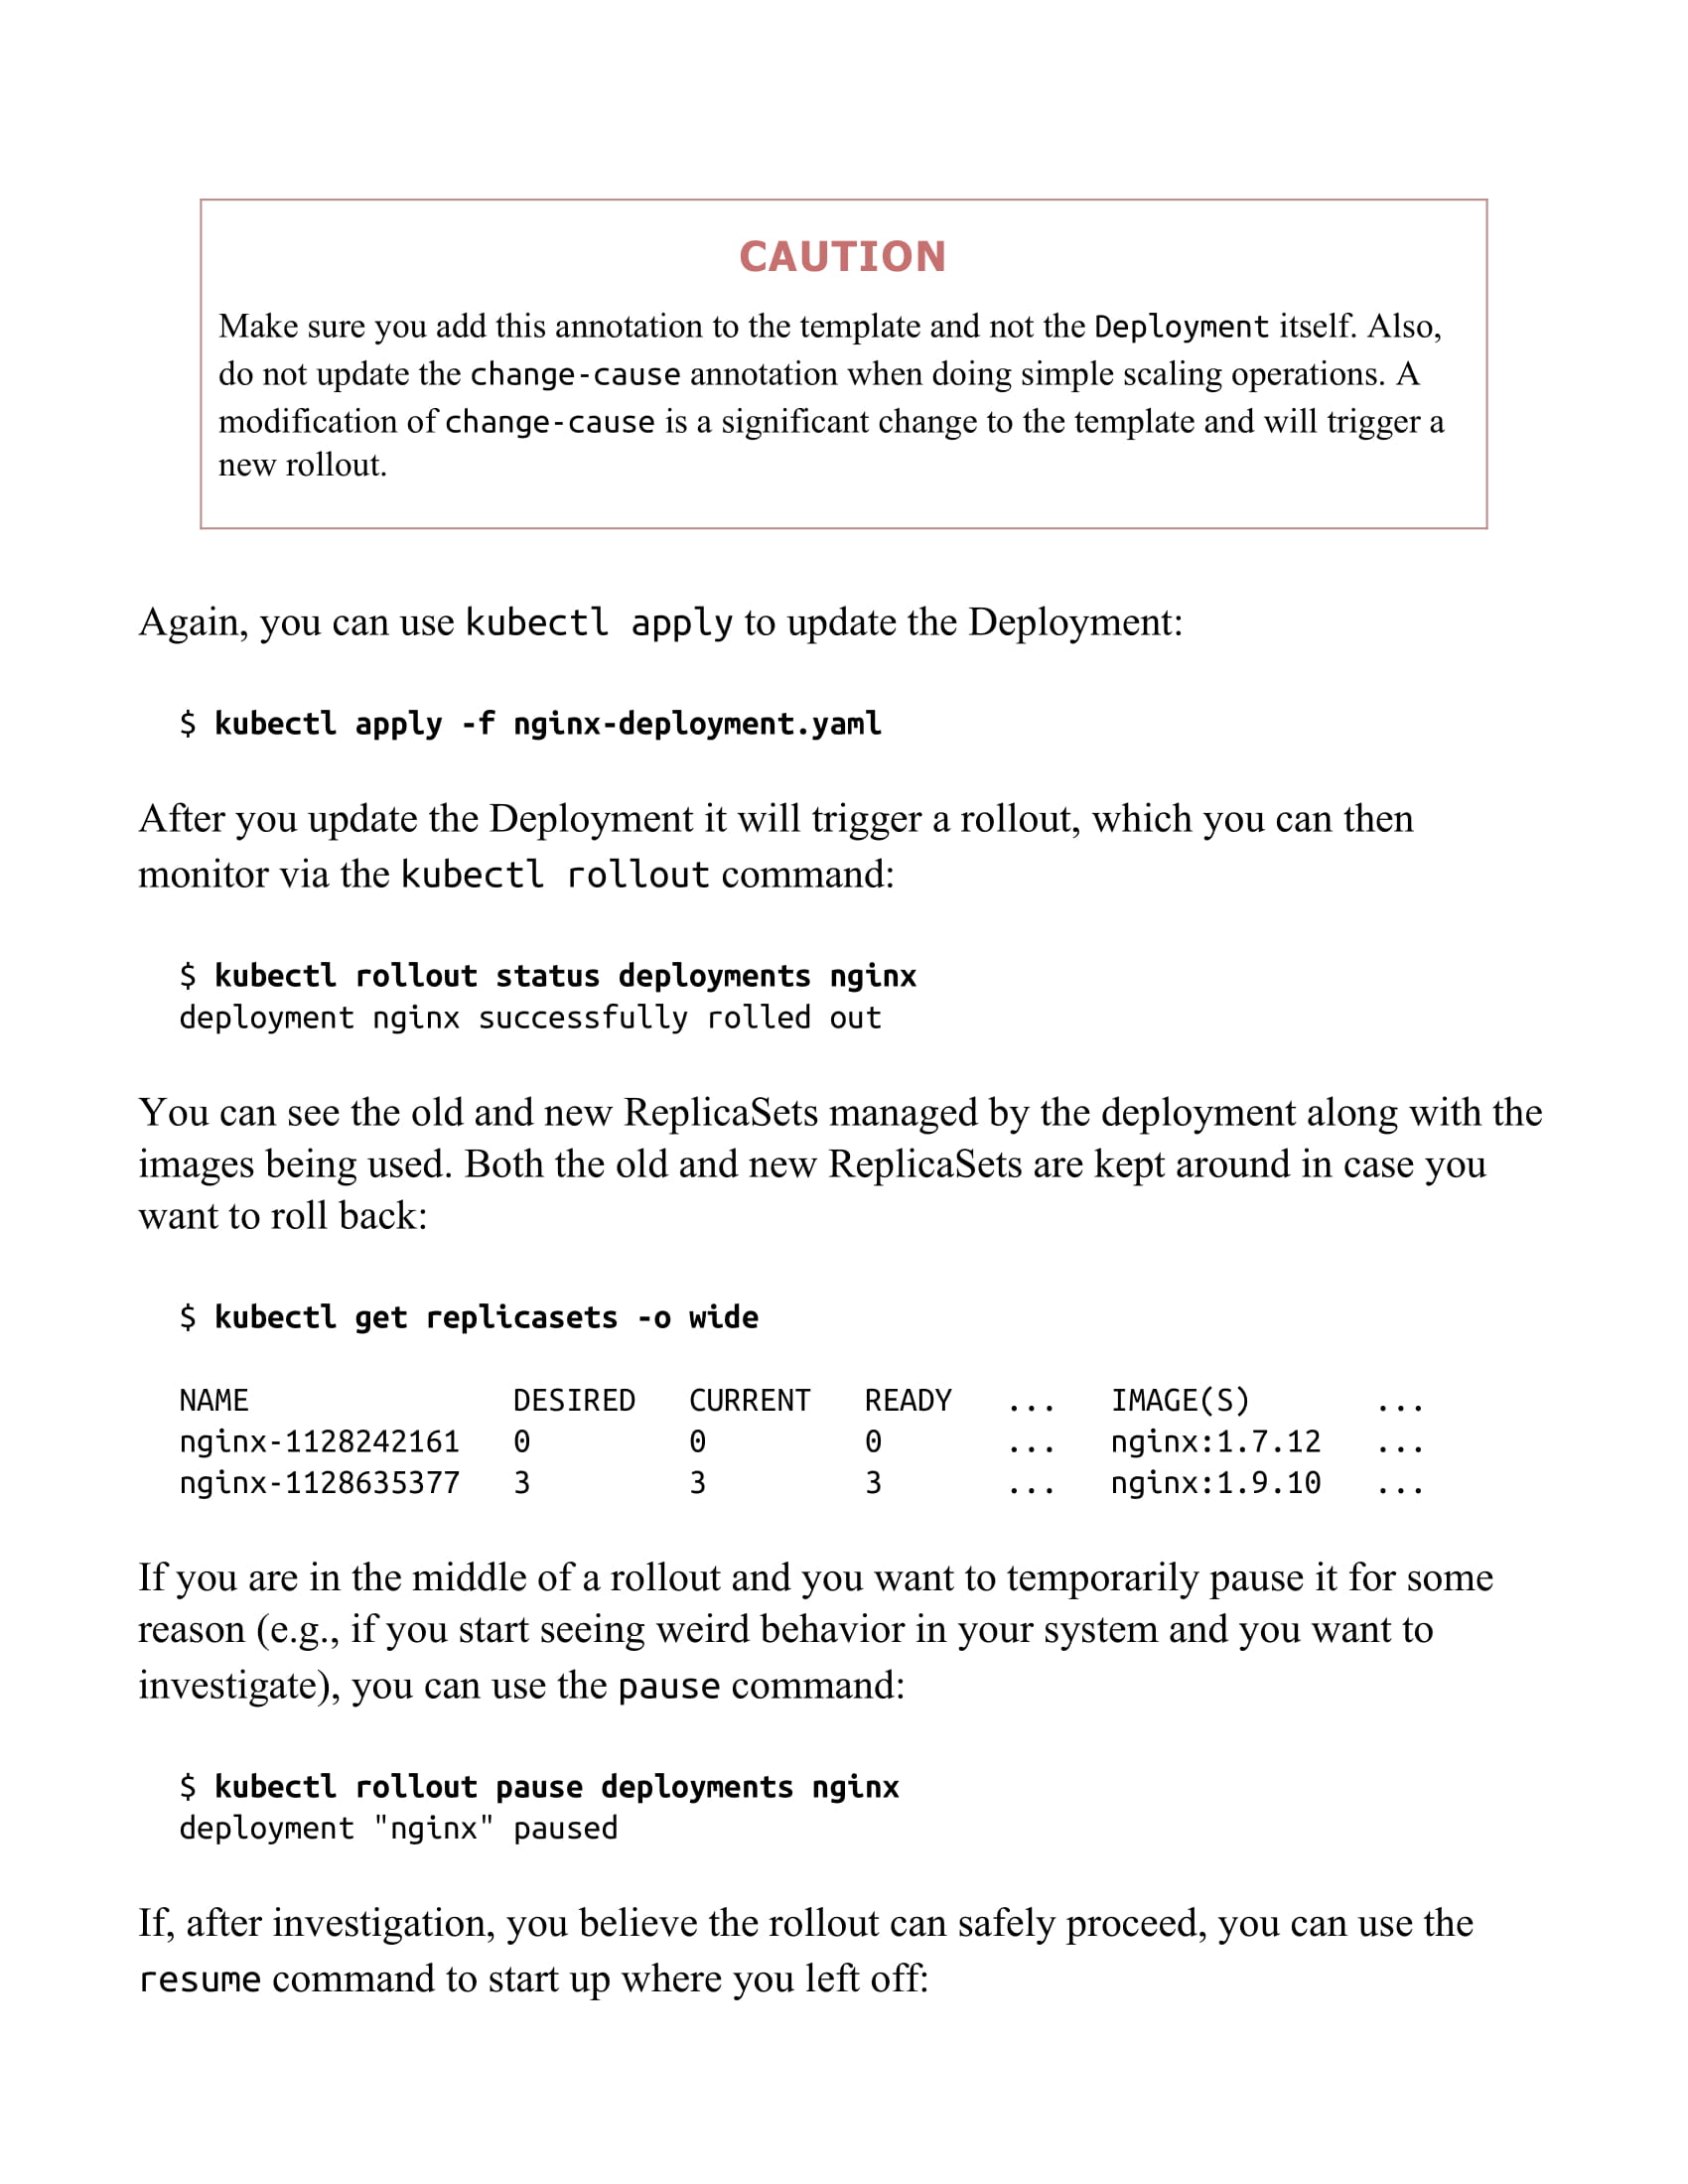 CAUTION
Make sure you add this annotation to the template and not the Deployment itself. Also,
do not update the change-cause annotation when doing simple scaling operations. A
modification of change-cause is a significant change to the template and will trigger a
new rollout.
Again, you can use kubectl apply to update the Deployment:
$ kubectl apply -f nginx-deployment.yaml
After you update the Deployment it will trigger a rollout, which you can then
monitor via the kubectl rollout command:
$ kubectl rollout status deployments nginx
deployment nginx successfully rolled out
You can see the old and new ReplicaSets managed by the deployment along with the
images being used. Both the old and new ReplicaSets are kept around in case you
want to roll back:
$ kubectl get replicasets -o wide
NAME               DESIRED   CURRENT   READY   ...   IMAGE(S)       ...
nginx-1128242161   0         0         0       ...   nginx:1.7.12   ...
nginx-1128635377   3         3         3       ...   nginx:1.9.10   ...
If you are in the middle of a rollout and you want to temporarily pause it for some
reason (e.g., if you start seeing weird behavior in your system and you want to
investigate), you can use the pause command:
$ kubectl rollout pause deployments nginx
deployment "nginx" paused
If, after investigation, you believe the rollout can safely proceed, you can use the
resume command to start up where you left off: